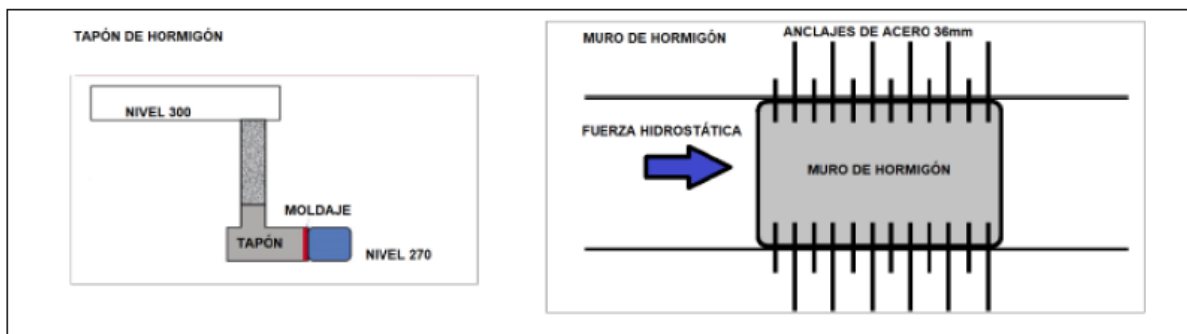 TAPÓN DE HORMIGÓN
NIVEL 300
MOLDAJE
TAPÓN
NIVEL 270
MURO DE HORMIGÓN
ANCLAJES DE ACERO 36mm
FUERZA HIDROSTÁTICA
MURO DE HORMIGÓN